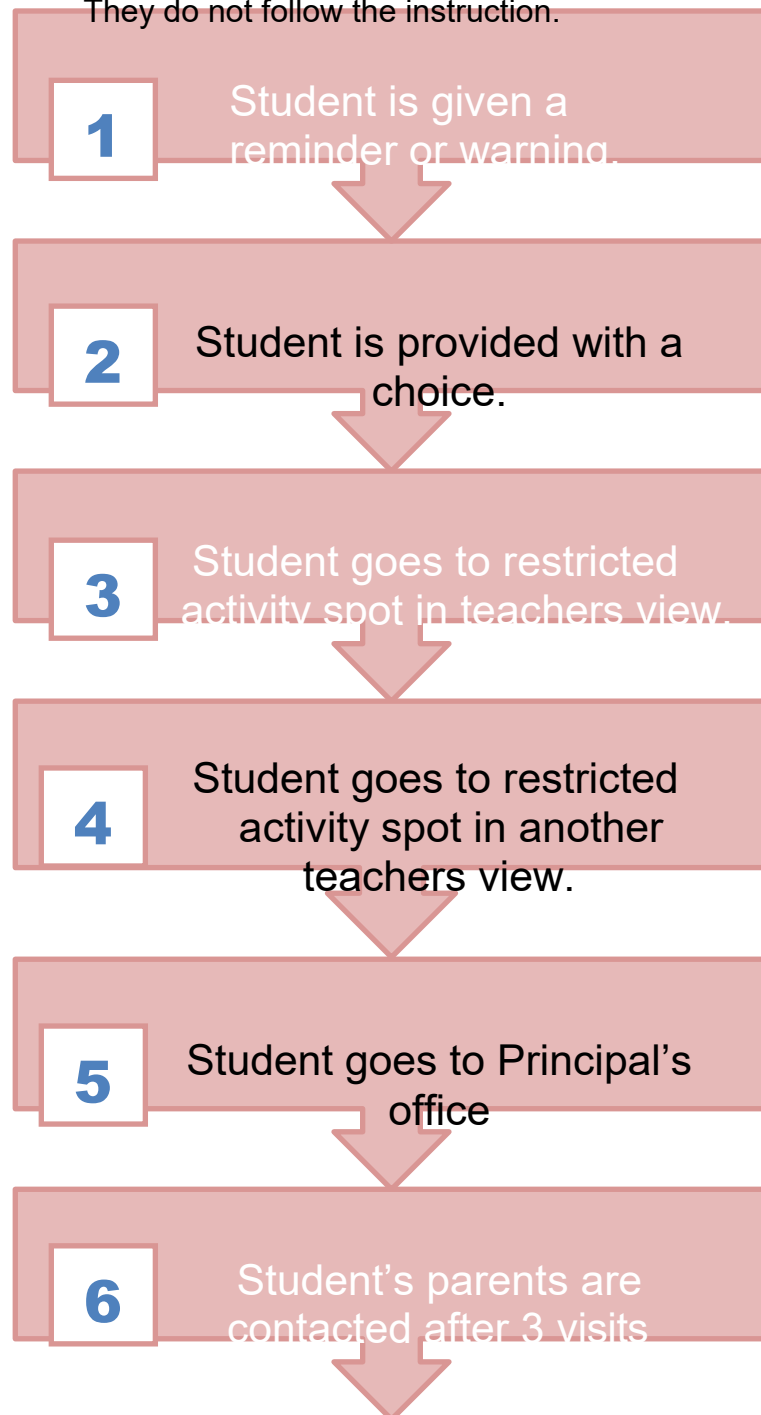 They do not follow the instruction.
1
Student is given a
reminder or warning.
2
Student is provided with a
choice.
3
Student goes to restricted
activity spot in teachers view.
4
Student goes to restricted
activity spot in another
teachers view.
5
Student goes to Principal’s
office
6
Student’s parents are
contacted after 3 visits